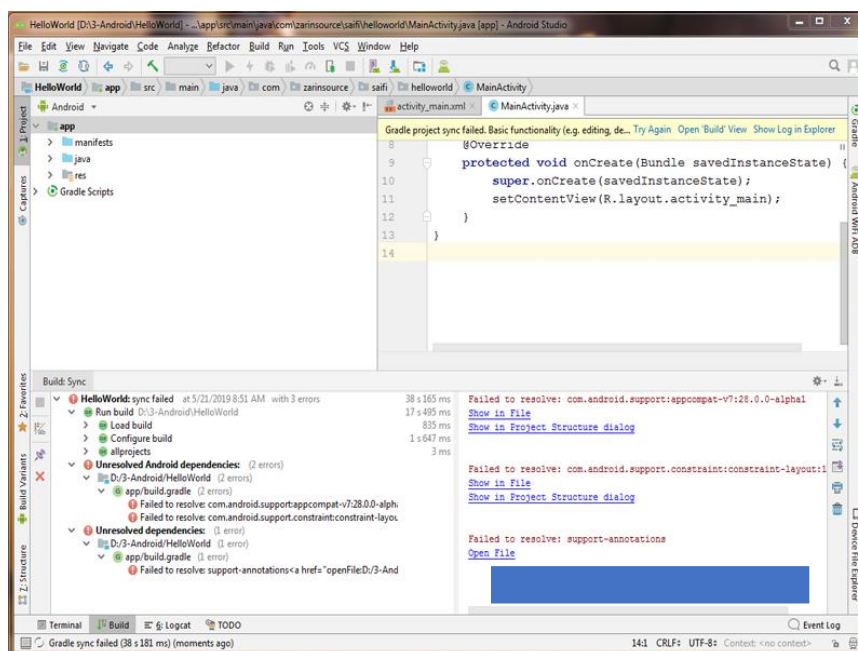 HelloWorld [D:\3-Android\HelloWorld] - ...\app\src\main\java\com\zarinsource\saifi\helloworld\MainActivity.java [app] - Android Studio
File Edit View Navigate Code Analyze Refactor Build Run Tools VCS Window Help
HelloWorld app src main java com zarinsource saifi helloworld MainActivity
1: Project
Captures
2: Favorites
Build Variants
Z: Structure
Android
app
manifests
java
res
Gradle Scripts
activity_main.xml MainActivity.java
Gradle project sync failed. Basic functionality (e.g. editing, de... Try Again Open 'Build' View Show Log in Explorer
8 @Override
9 protected void onCreate(Bundle savedInstanceState) {
10 super.onCreate(savedInstanceState);
11 setContentView(R.layout.activity_main);
12 }
13 }
14
Gradle
Android WiFi ADB
Device File Explorer
Build: Sync
HelloWorld: sync failed at 5/21/2019 8:51 AM with 3 errors 38 s 165 ms
Run build D:\3-Android\HelloWorld 17 s 495 ms
Load build 835 ms
Configure build 1 s 647 ms
allprojects 3 ms
Unresolved Android dependencies: (2 errors)
D:/3-Android/HelloWorld (2 errors)
app/build.gradle (2 errors)
Failed to resolve: com.android.support:appcompat-v7:28.0.0-alph
Failed to resolve: com.android.support.constraint:constraint-layou
Unresolved dependencies: (1 error)
D:/3-Android/HelloWorld (1 error)
app/build.gradle (1 error)
Failed to resolve: support-annotations<a href="openFile:D:/3-And
Failed to resolve: com.android.support:appcompat-v7:28.0.0-alpha1
Show in File
Show in Project Structure dialog
Failed to resolve: com.android.support.constraint:constraint-layout:1
Show in File
Show in Project Structure dialog
Failed to resolve: support-annotations
Open File
Terminal Build 6: Logcat TODO Event Log
Gradle sync failed (38 s 181 ms) (moments ago) 14:1 CRLF UTF-8 Context: <no context>